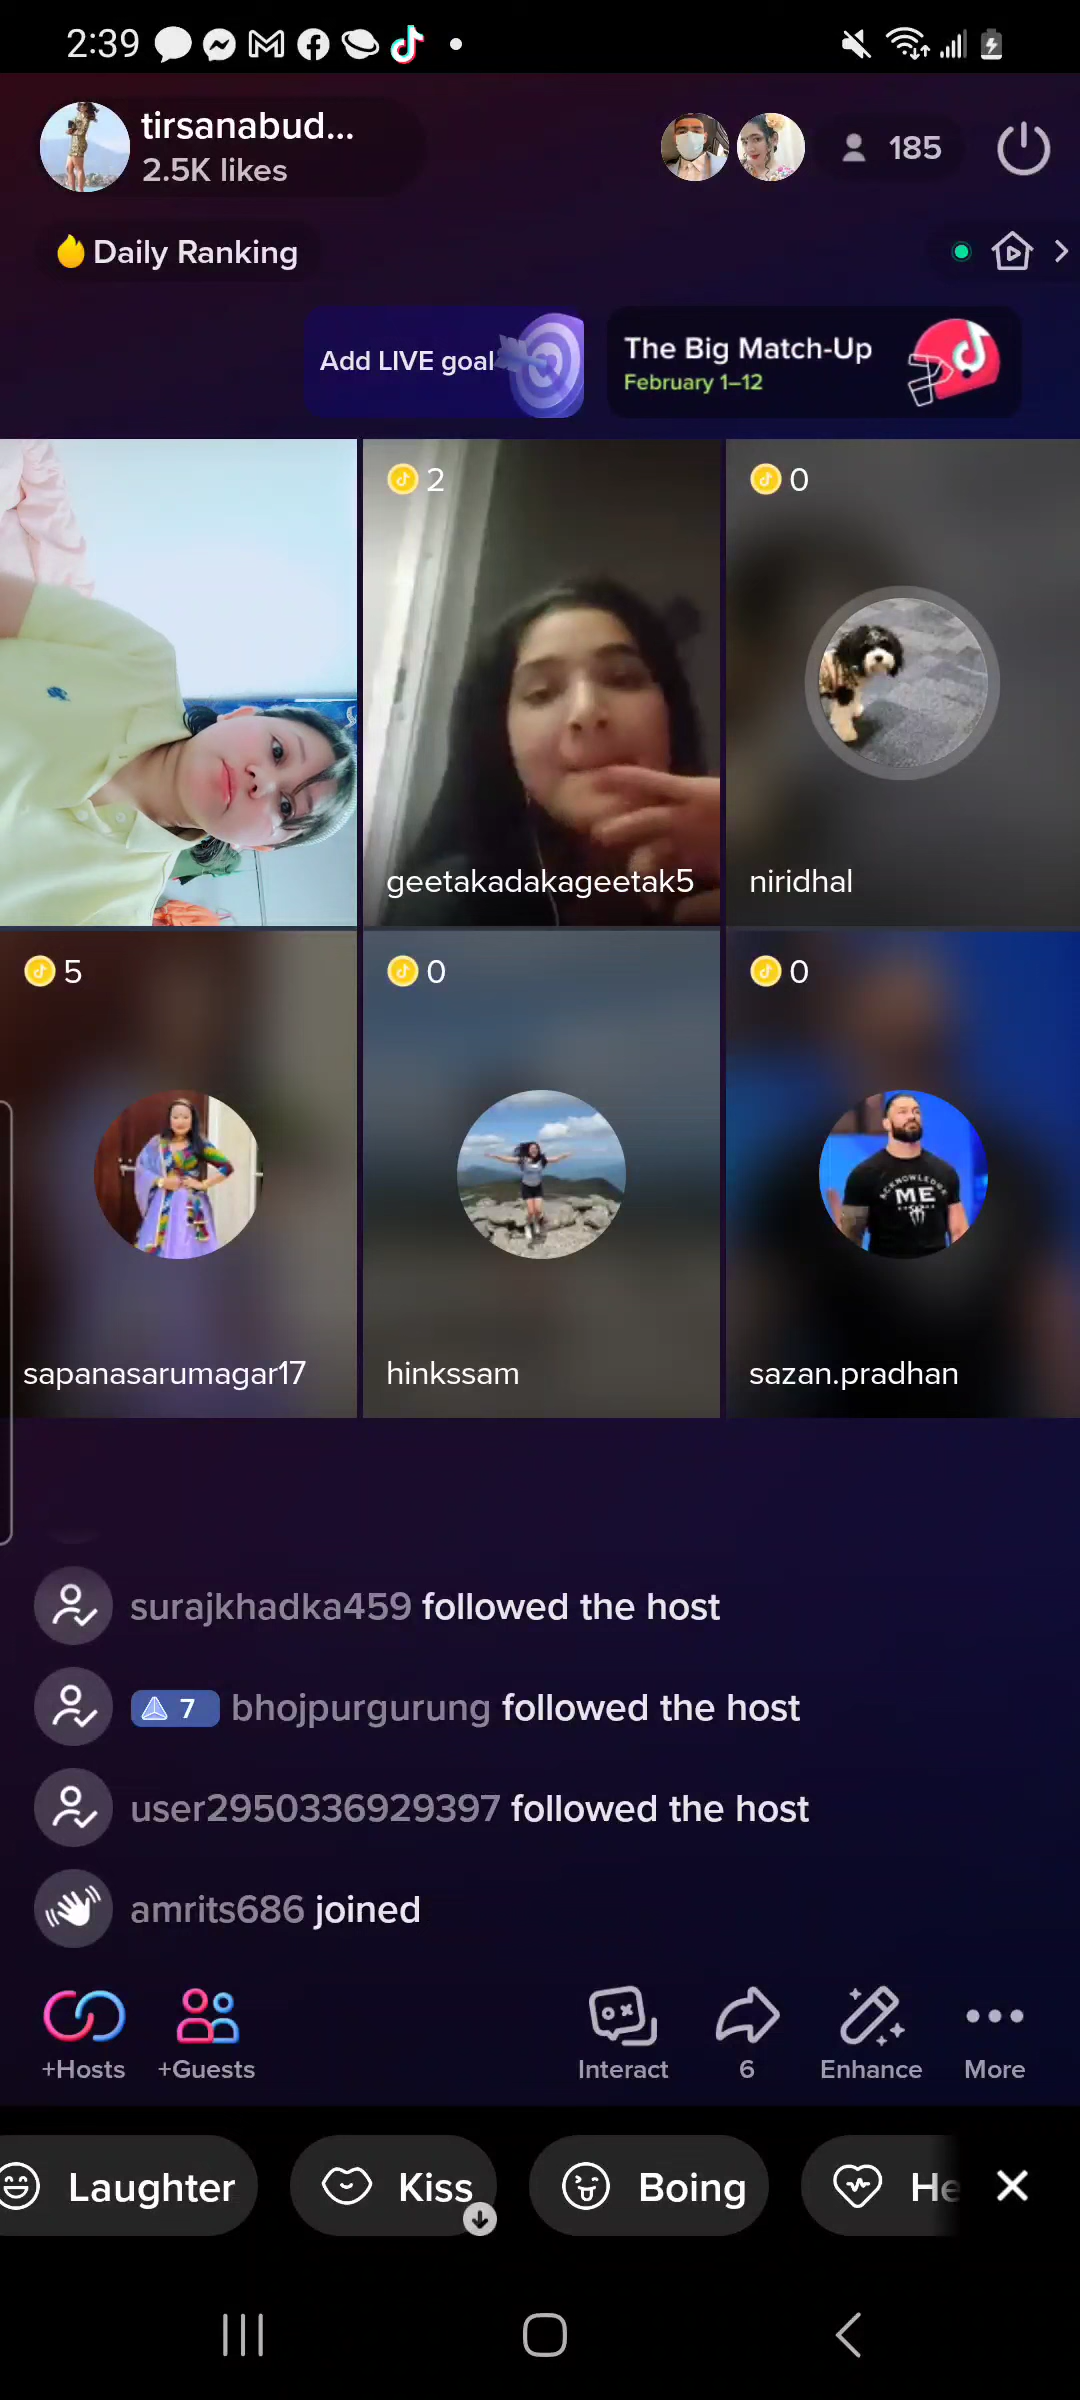 2:39
tirsanabud...
2.5K likes
185
Daily Ranking
Add LIVE goal
The Big Match-Up
February 1–12
2
0
geetakadakageetak5
niridhal
5
0
0
ACKNOWLEDGE
ME
sapanasarumagar17
hinkssam
sazan.pradhan
surajkhadka459 followed the host
7 bhojpurgurung followed the host
user2950336929397 followed the host
amrits686 joined
+Hosts
+Guests
Interact
6
Enhance
More
Laughter
Kiss
Boing
He